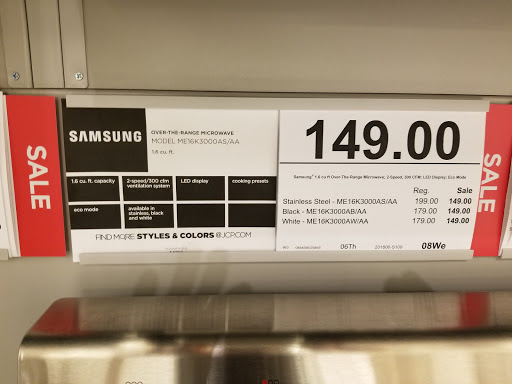 SALE
SAMSUNG
OVER-THE-RANGE MICROWAVE
MODEL ME16K3000AS/AA
1.6 cu. ft.
1.6 cu. ft. capacity
2-speed/300 cfm ventilation system
LED display
cooking presets
eco mode
available in stainless, black and white
FIND MORE STYLES & COLORS @JCP.COM
149.00
Samsung® 1.6 cu ft Over The Range Microwave; 2-Speed, 300 CFM; LED Display; Eco Mode
Reg. Sale
Stainless Steel - ME16K3000AS/AA 199.00 149.00
Black - ME16K3000AB/AA 179.00 149.00
White - ME16K3000AW/AA 179.00 149.00
06Th
08We
SALE